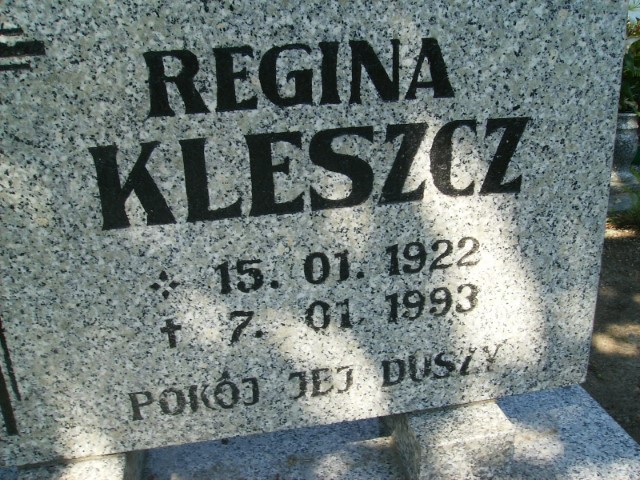 REGINA
KLESZCZ
15. 01. 1922
✝ 7. 01. 1993
POKÓJ JEJ DUSZY